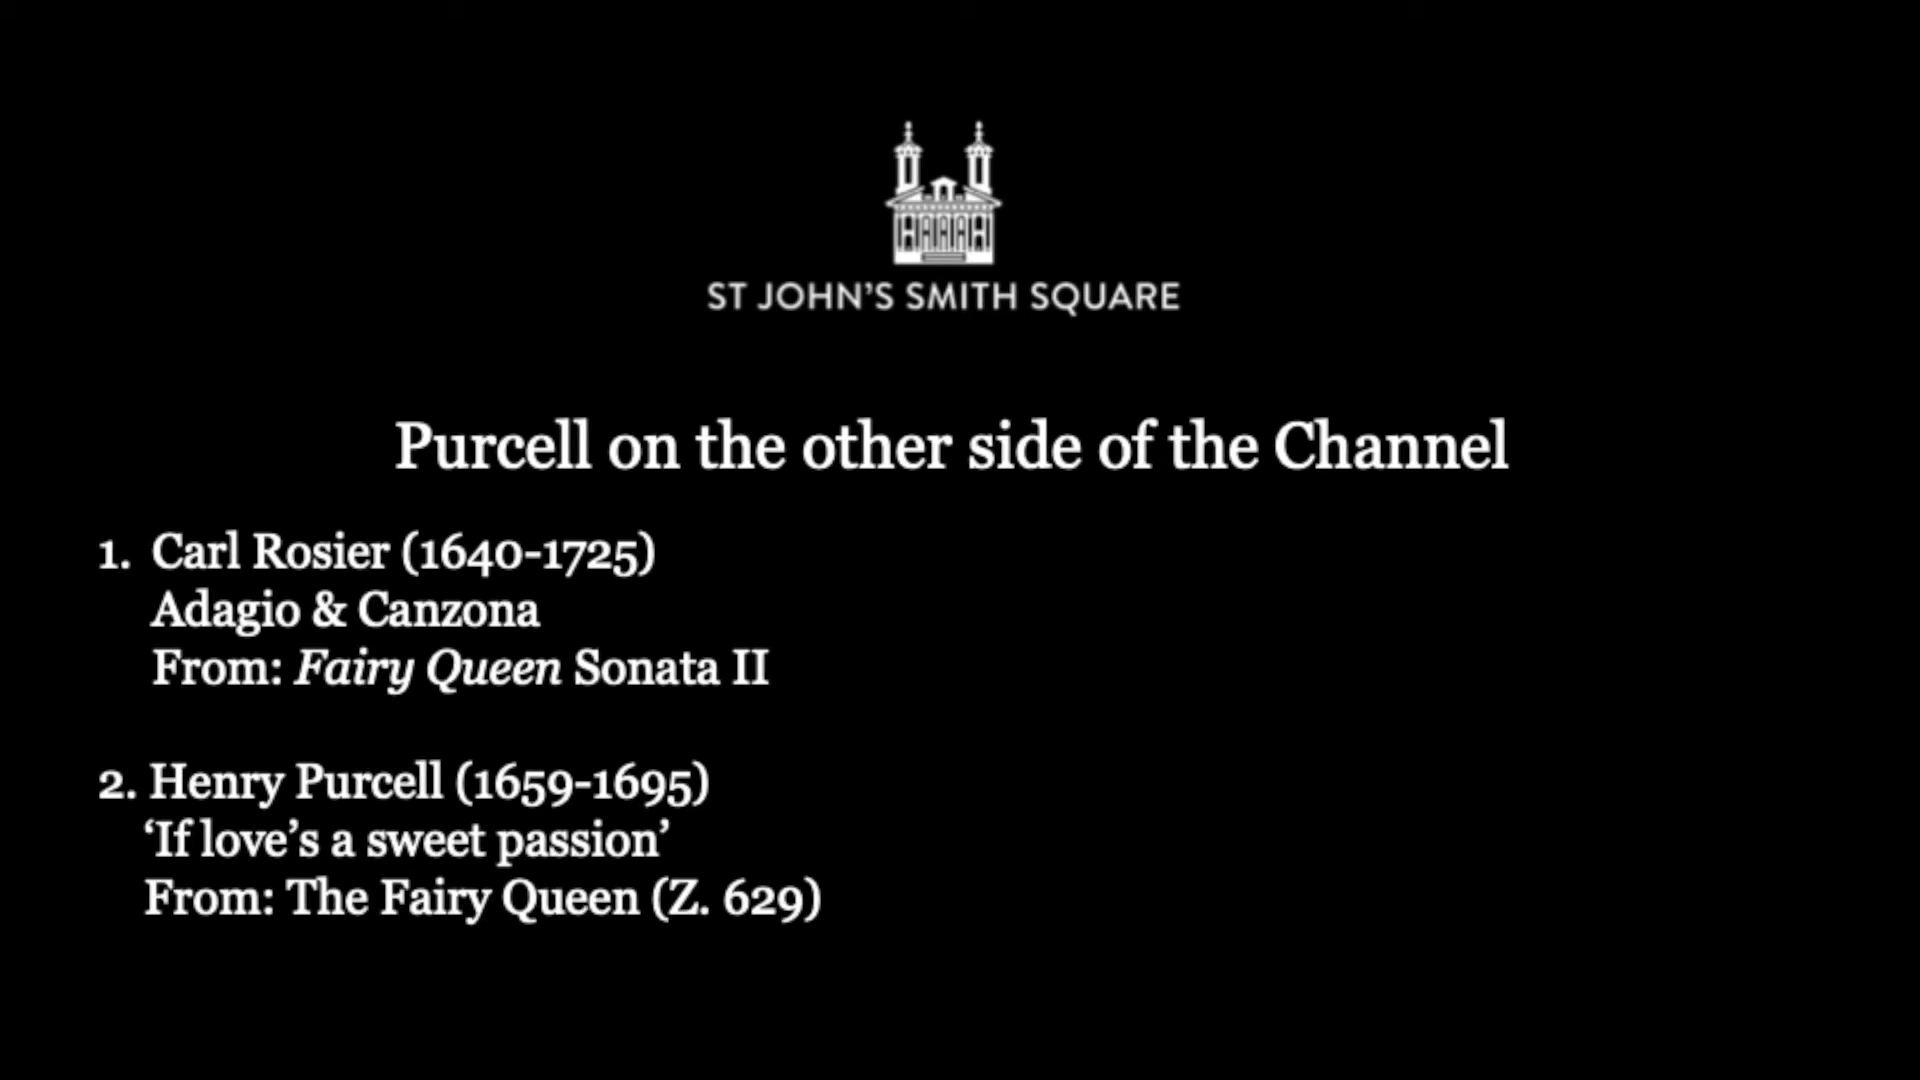 ST JOHN'S SMITH SQUARE
Purcell on the other side of the Channel
1. Carl Rosier (1640-1725)
Adagio & Canzona
From: Fairy Queen Sonata II
2. Henry Purcell (1659-1695)
‘If love’s a sweet passion’
From: The Fairy Queen (Z. 629)